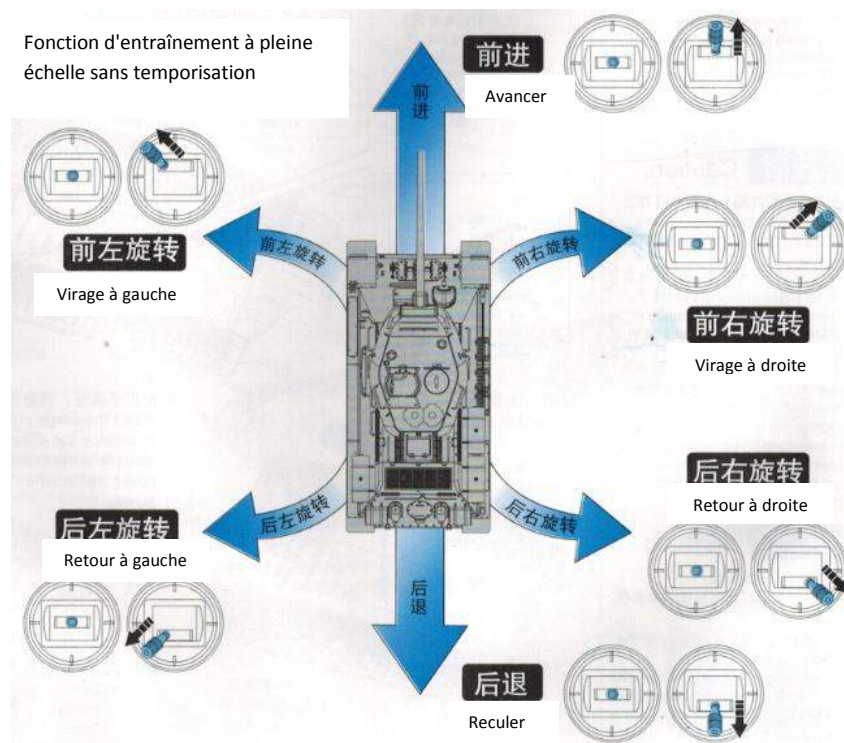 Fonction d'entraînement à pleine
échelle sans temporisation
前进
Avancer
前进
前左旋转
Virage à gauche
前左旋转
前右旋转
前右旋转
Virage à droite
后左旋转
Retour à gauche
后左旋转
后右旋转
后右旋转
Retour à droite
后退
后退
Reculer
Caution